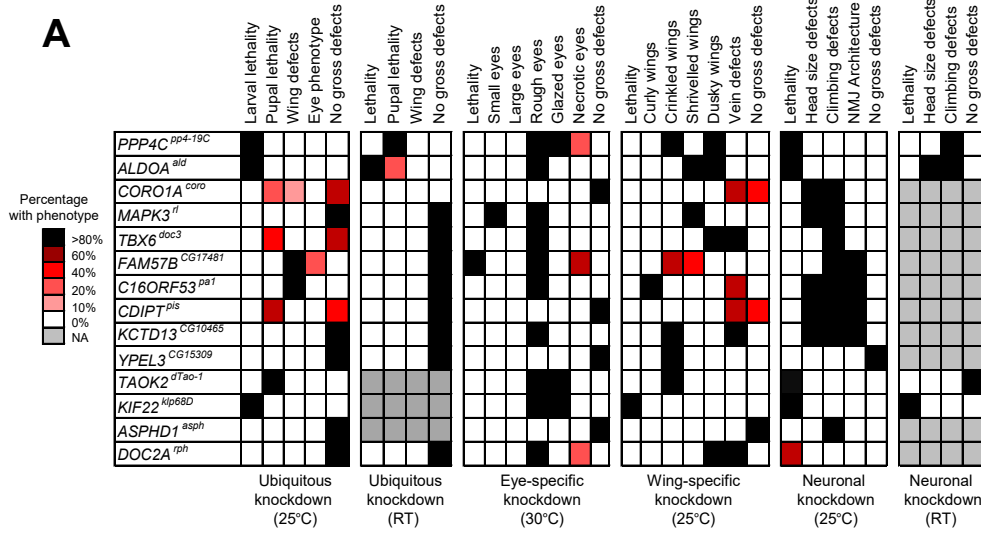 A
Larval lethality
Pupal lethality
Wing defects
Eye phenotype
No gross defects
Lethality
Pupal lethality
Wing defects
No gross defects
Lethality
Small eyes
Large eyes
Rough eyes
Glazed eyes
Necrotic eyes
No gross defects
Lethality
Curly wings
Crinkled wings
Shrivelled wings
Dusky wings
Vein defects
No gross defects
Lethality
Head size defects
Climbing defects
NMJ Architecture
No gross defects
Lethality
Head size defects
Climbing defects
No gross defects
Percentage
with phenotype
>80%
60%
40%
20%
10%
0%
NA
PPP4C pp4-19C
ALDOA ald
CORO1A coro
MAPK3 rl
TBX6 doc3
FAM57B CG17481
C16ORF53 pa1
CDIPT pis
KCTD13 CG10465
YPEL3 CG15309
TAOK2 dTao-1
KIF22 klp68D
ASPHD1 asph
DOC2A rph
Ubiquitous
knockdown
(25°C)
Ubiquitous
knockdown
(RT)
Eye-specific
knockdown
(30°C)
Wing-specific
knockdown
(25°C)
Neuronal
knockdown
(25°C)
Neuronal
knockdown
(RT)